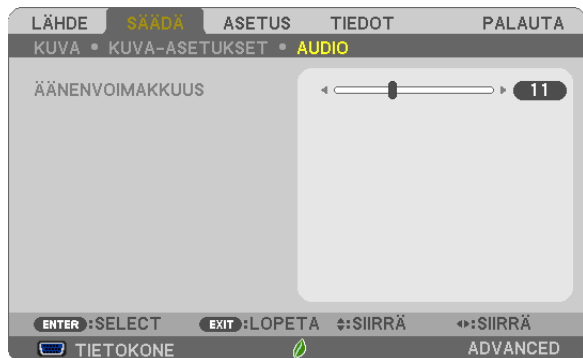 LÄHDE SÄÄDÄ ASETUS TIEDOT PALAUTA
KUVA • KUVA-ASETUKSET • AUDIO
ÄÄNENVOIMAKKUUS 11
ENTER :SELECT EXIT :LOPETA :SIIRRÄ :SIIRRÄ
TIETOKONE ADVANCED